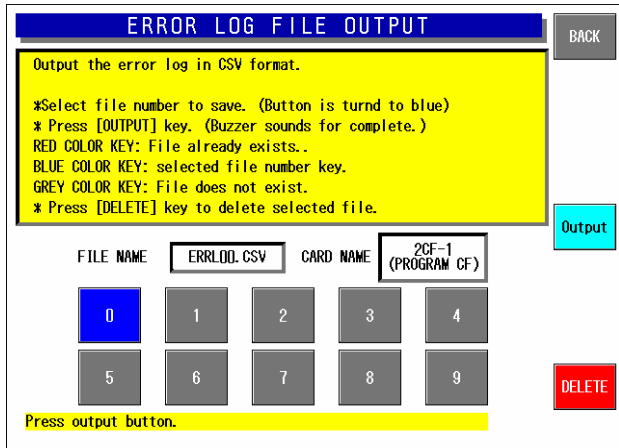 ERROR LOG FILE OUTPUT
BACK
Output the error log in CSV format.
*Select file number to save. (Button is turnd to blue)
* Press [OUTPUT] key. (Buzzer sounds for complete.)
RED COLOR KEY: File already exists..
BLUE COLOR KEY: selected file number key.
GREY COLOR KEY: File does not exist.
* Press [DELETE] key to delete selected file.
Output
FILE NAME ERRL00.CSV CARD NAME 2CF-1
(PROGRAM CF)
0 1 2 3 4
5 6 7 8 9
DELETE
Press output button.